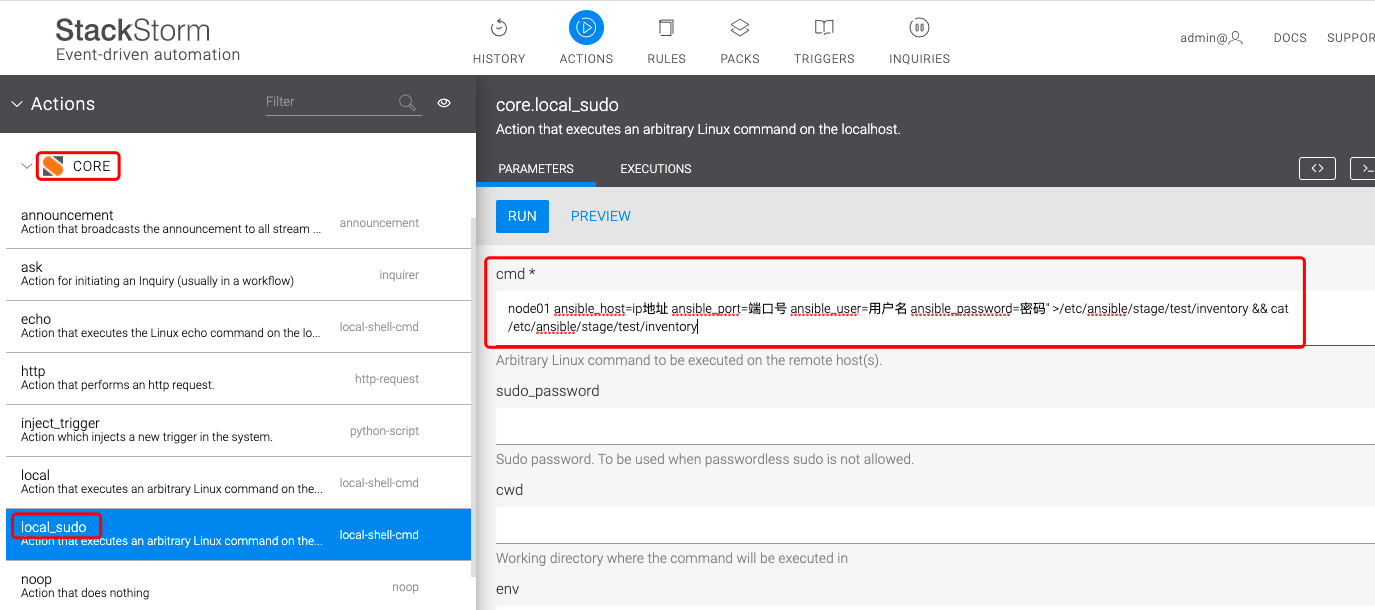 StackStorm
Event-driven automation
HISTORY
ACTIONS
RULES
PACKS
TRIGGERS
INQUIRIES
admin@
DOCS
SUPPOR
Actions
Filter
CORE
announcement
Action that broadcasts the announcement to all stream ...
announcement
ask
Action for initiating an Inquiry (usually in a workflow)
inquirer
echo
Action that executes the Linux echo command on the lo...
local-shell-cmd
http
Action that performs an http request.
http-request
inject_trigger
Action which injects a new trigger in the system.
python-script
local
Action that executes an arbitrary Linux command on the...
local-shell-cmd
local_sudo
Action that executes an arbitrary Linux command on the...
local-shell-cmd
noop
Action that does nothing
noop
core.local_sudo
Action that executes an arbitrary Linux command on the localhost.
PARAMETERS
EXECUTIONS
RUN
PREVIEW
cmd *
node01 ansible_host=ip地址 ansible_port=端口号 ansible_user=用户名 ansible_password=密码" >/etc/ansible/stage/test/inventory && cat
/etc/ansible/stage/test/inventory
Arbitrary Linux command to be executed on the remote host(s).
sudo_password
Sudo password. To be used when passwordless sudo is not allowed.
cwd
Working directory where the command will be executed in
env